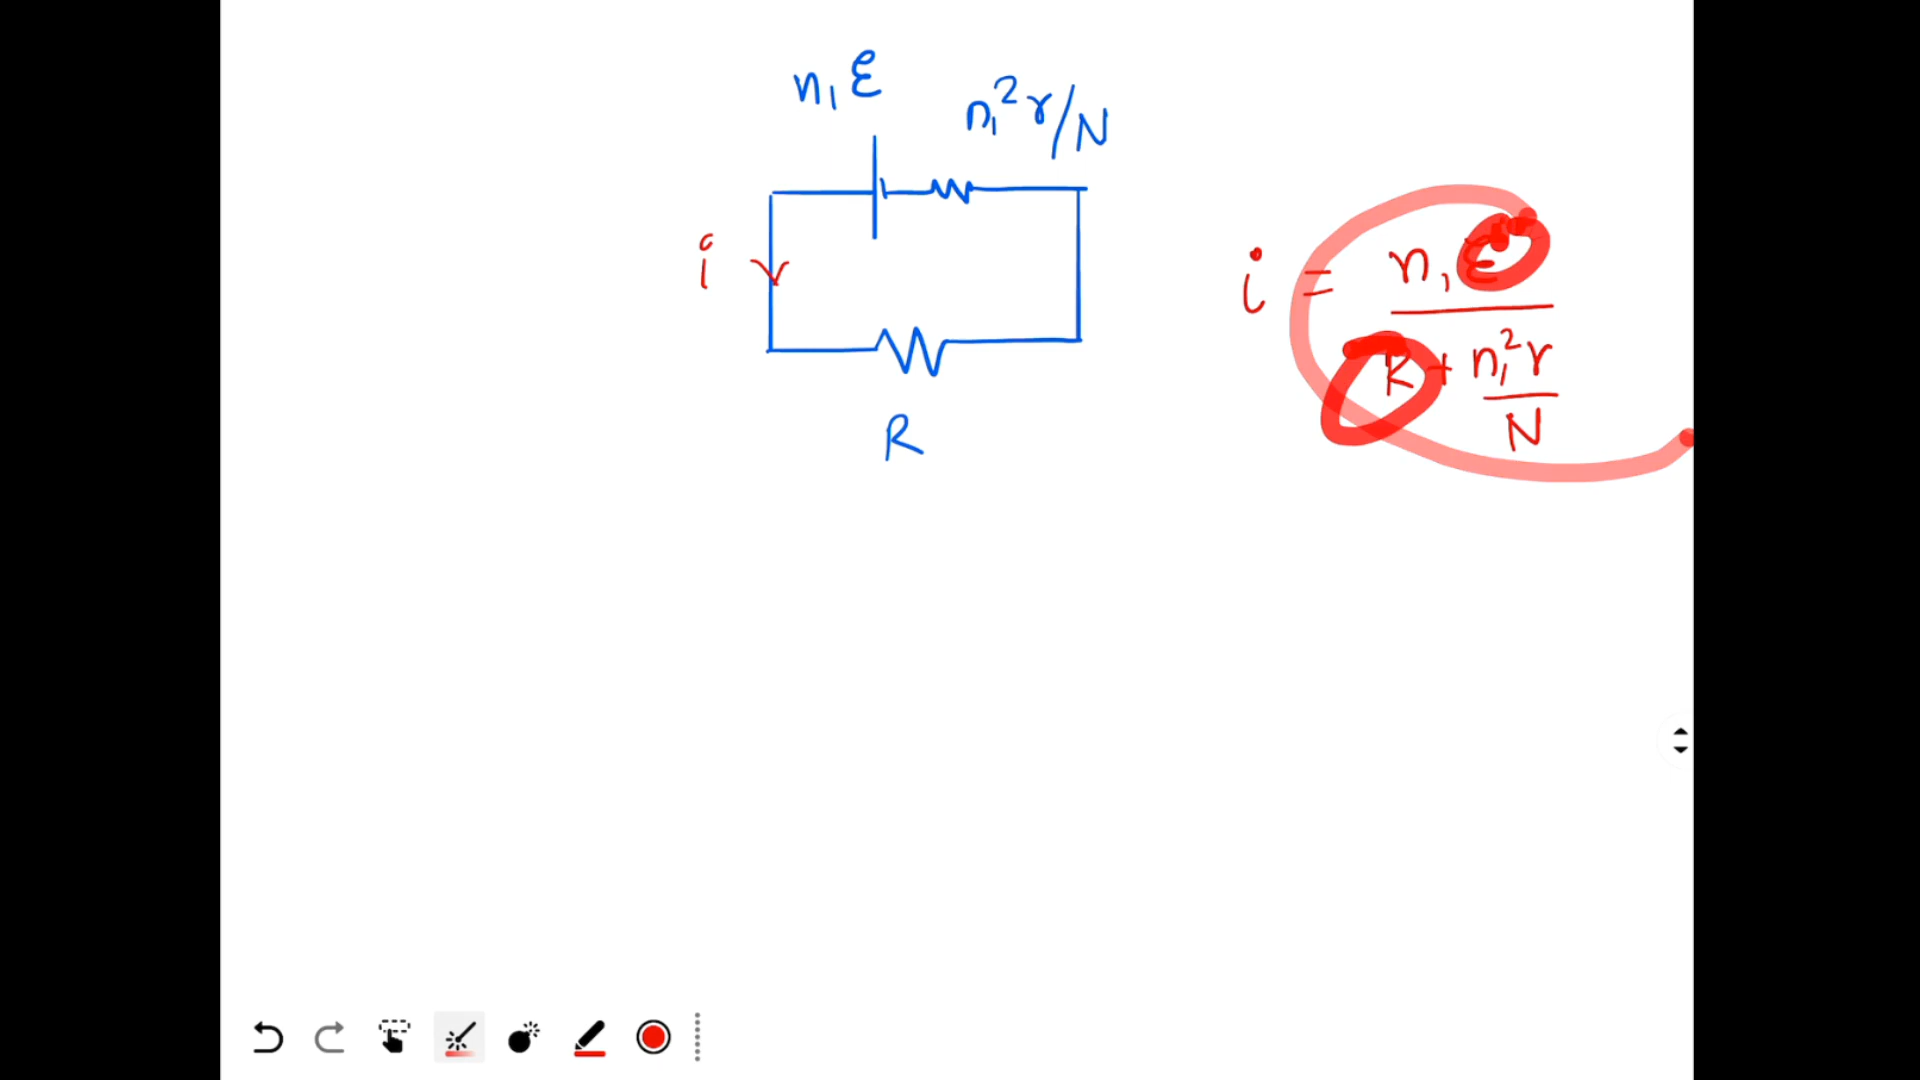 n₁ε
n₁²r/N
i
R
i = n₁ε / (R + n₁²r/N)